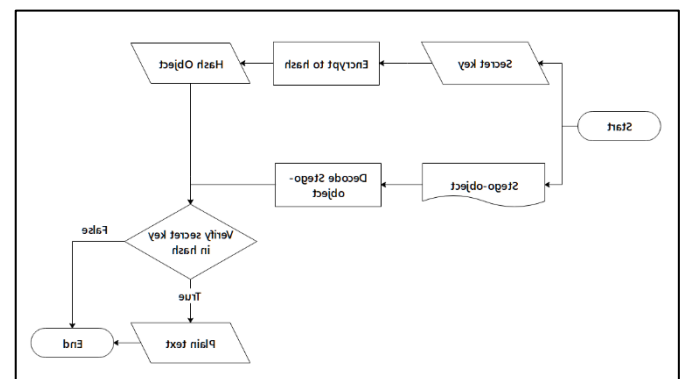 Start
Secret key
Encrypt to hash
Hash Object
Stego-object
Decode Stego-
object
Verify secret key
in hash
False
True
Plain text
End